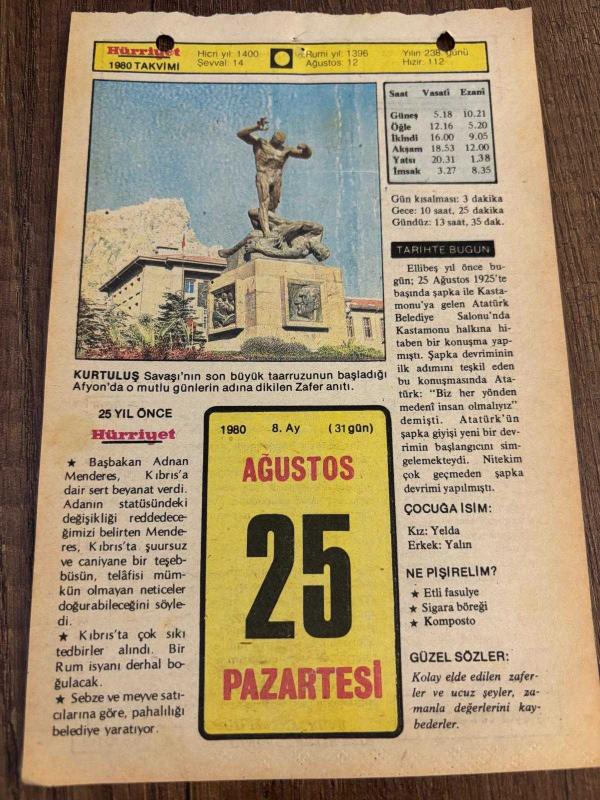 Hürriyet
1980 TAKVİMİ
Hicri yıl: 1400
Şevval: 14
Rumi yıl: 1396
Ağustos: 12
Yılın 238. günü
Hızır: 112
Saat Vasati Ezani
Güneş 5.18 10.21
Öğle 12.16 5.20
İkindi 16.00 9.05
Akşam 18.53 12.00
Yatsı 20.31 1.38
İmsak 3.27 8.35
Gün kısalması: 3 dakika
Gece: 10 saat, 25 dakika
Gündüz: 13 saat, 35 dak.
KURTULUŞ Savaşı'nın son büyük taarruzunun başladığı
Afyon'da o mutlu günlerin adına dikilen Zafer anıtı.
TARİHTE BUGÜN
Ellibeş yıl önce bu-
gün; 25 Ağustos 1925'te
başında şapka ile Kasta-
monu'ya gelen Atatürk
Belediye Salonu'nda
Kastamonu halkına hi-
taben bir konuşma yap-
mıştı. Şapka devriminin
ilk adımını teşkil eden
bu konuşmasında Ata-
türk: "Biz her yönden
medenî insan olmalıyız"
demişti. Atatürk'ün
şapka giyişi yeni bir dev-
rimin başlangıcını sim-
gelemekteydi. Nitekim
çok geçmeden şapka
devrimi yapılmıştı.
ÇOCUĞA İSİM:
Kız: Yelda
Erkek: Yalın
NE PİŞİRELİM?
★ Etli fasulye
★ Sigara böreği
★ Komposto
GÜZEL SÖZLER:
Kolay elde edilen zafer-
ler ve ucuz şeyler, za-
manla değerlerini kay-
bederler.
25 YIL ÖNCE
Hürriyet
★ Başbakan Adnan
Menderes, Kıbrıs'a
dair sert beyanat verdi.
Adanın statüsündeki
değişikliği reddedece-
ğimizi belirten Mende-
res, Kıbrıs'ta şuursuz
ve caniyane bir teşeb-
büsün, telâfisi müm-
kün olmayan neticeler
doğurabileceğini söyle-
di.
★ Kıbrıs'ta çok sıkı
tedbirler alındı. Bir
Rum isyanı derhal bo-
ğulacak.
★ Sebze ve meyve satı-
cılarına göre, pahalılığı
belediye yaratıyor.
1980 8. Ay (31 gün)
AĞUSTOS
25
PAZARTESİ